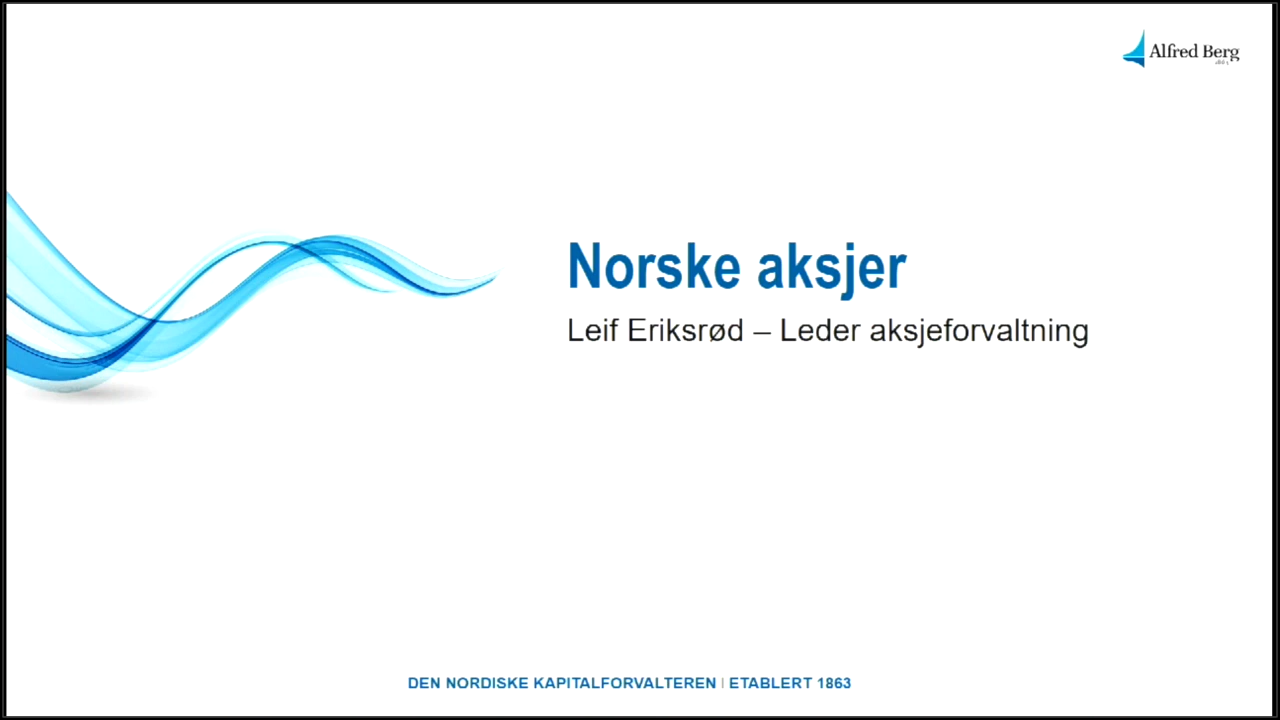 Alfred Berg
Norske aksjer
Leif Eriksrød – Leder aksjeforvaltning
DEN NORDISKE KAPITALFORVALTEREN | ETABLERT 1863